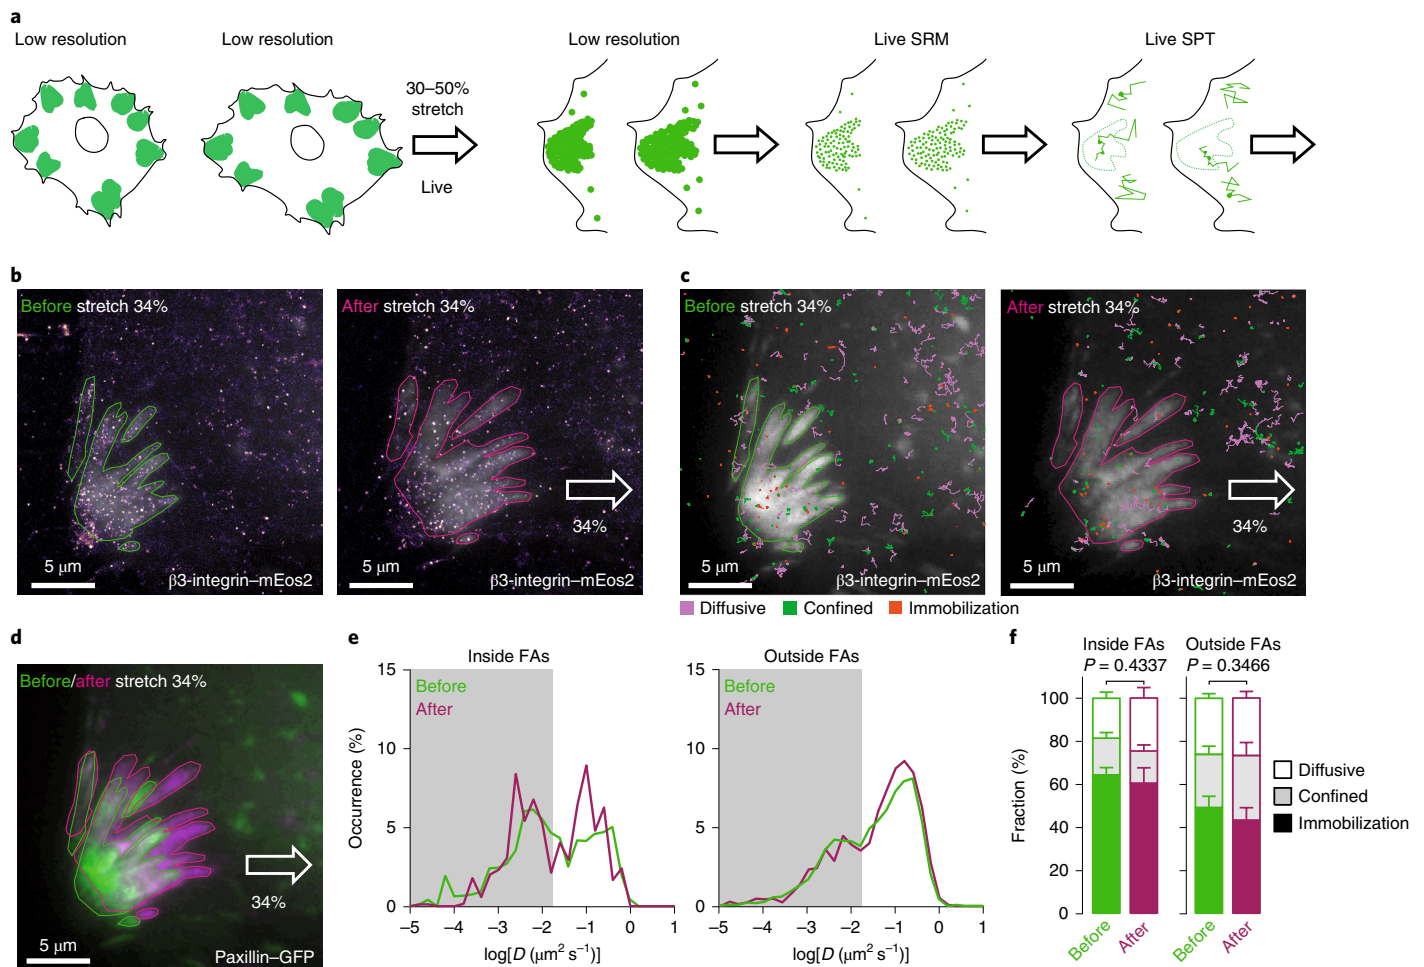 a
Low resolution
Low resolution
30–50%
stretch
Live
Low resolution
Live SRM
Live SPT
b
Before stretch 34%
5 μm
β3-integrin–mEos2
After stretch 34%
34%
5 μm
β3-integrin–mEos2
c
Before stretch 34%
5 μm
β3-integrin–mEos2
After stretch 34%
34%
5 μm
β3-integrin–mEos2
Diffusive
Confined
Immobilization
d
Before/after stretch 34%
34%
5 μm
Paxillin–GFP
e
Inside FAs
Before
After
Occurrence (%)
15
10
5
0
–5 –4 –3 –2 –1 0 1
log[D (μm² s⁻¹)]
Outside FAs
Before
After
15
10
5
0
–5 –4 –3 –2 –1 0 1
log[D (μm² s⁻¹)]
f
Inside FAs
P = 0.4337
Outside FAs
P = 0.3466
Fraction (%)
100
80
60
40
20
0
Before
After
Before
After
Diffusive
Confined
Immobilization